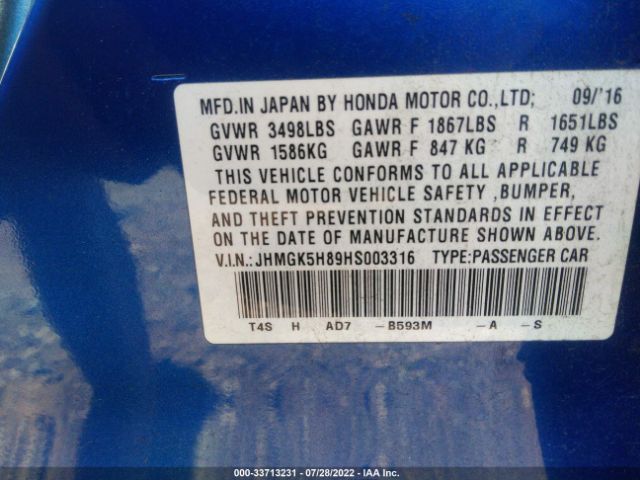 MFD.IN JAPAN BY HONDA MOTOR CO.,LTD; 09/'16
GVWR 3498LBS GAWR F 1867LBS R 1651LBS
GVWR 1586KG GAWR F 847 KG R 749 KG
THIS VEHICLE CONFORMS TO ALL APPLICABLE
FEDERAL MOTOR VEHICLE SAFETY ,BUMPER,
AND THEFT PREVENTION STANDARDS IN EFFECT
ON THE DATE OF MANUFACTURE SHOWN ABOVE.
V.I.N.:JHMGK5H89HS003316 TYPE:PASSENGER CAR
T4S H AD7 -B593M -A -S
000-33713231 - 07/28/2022 - IAA Inc.